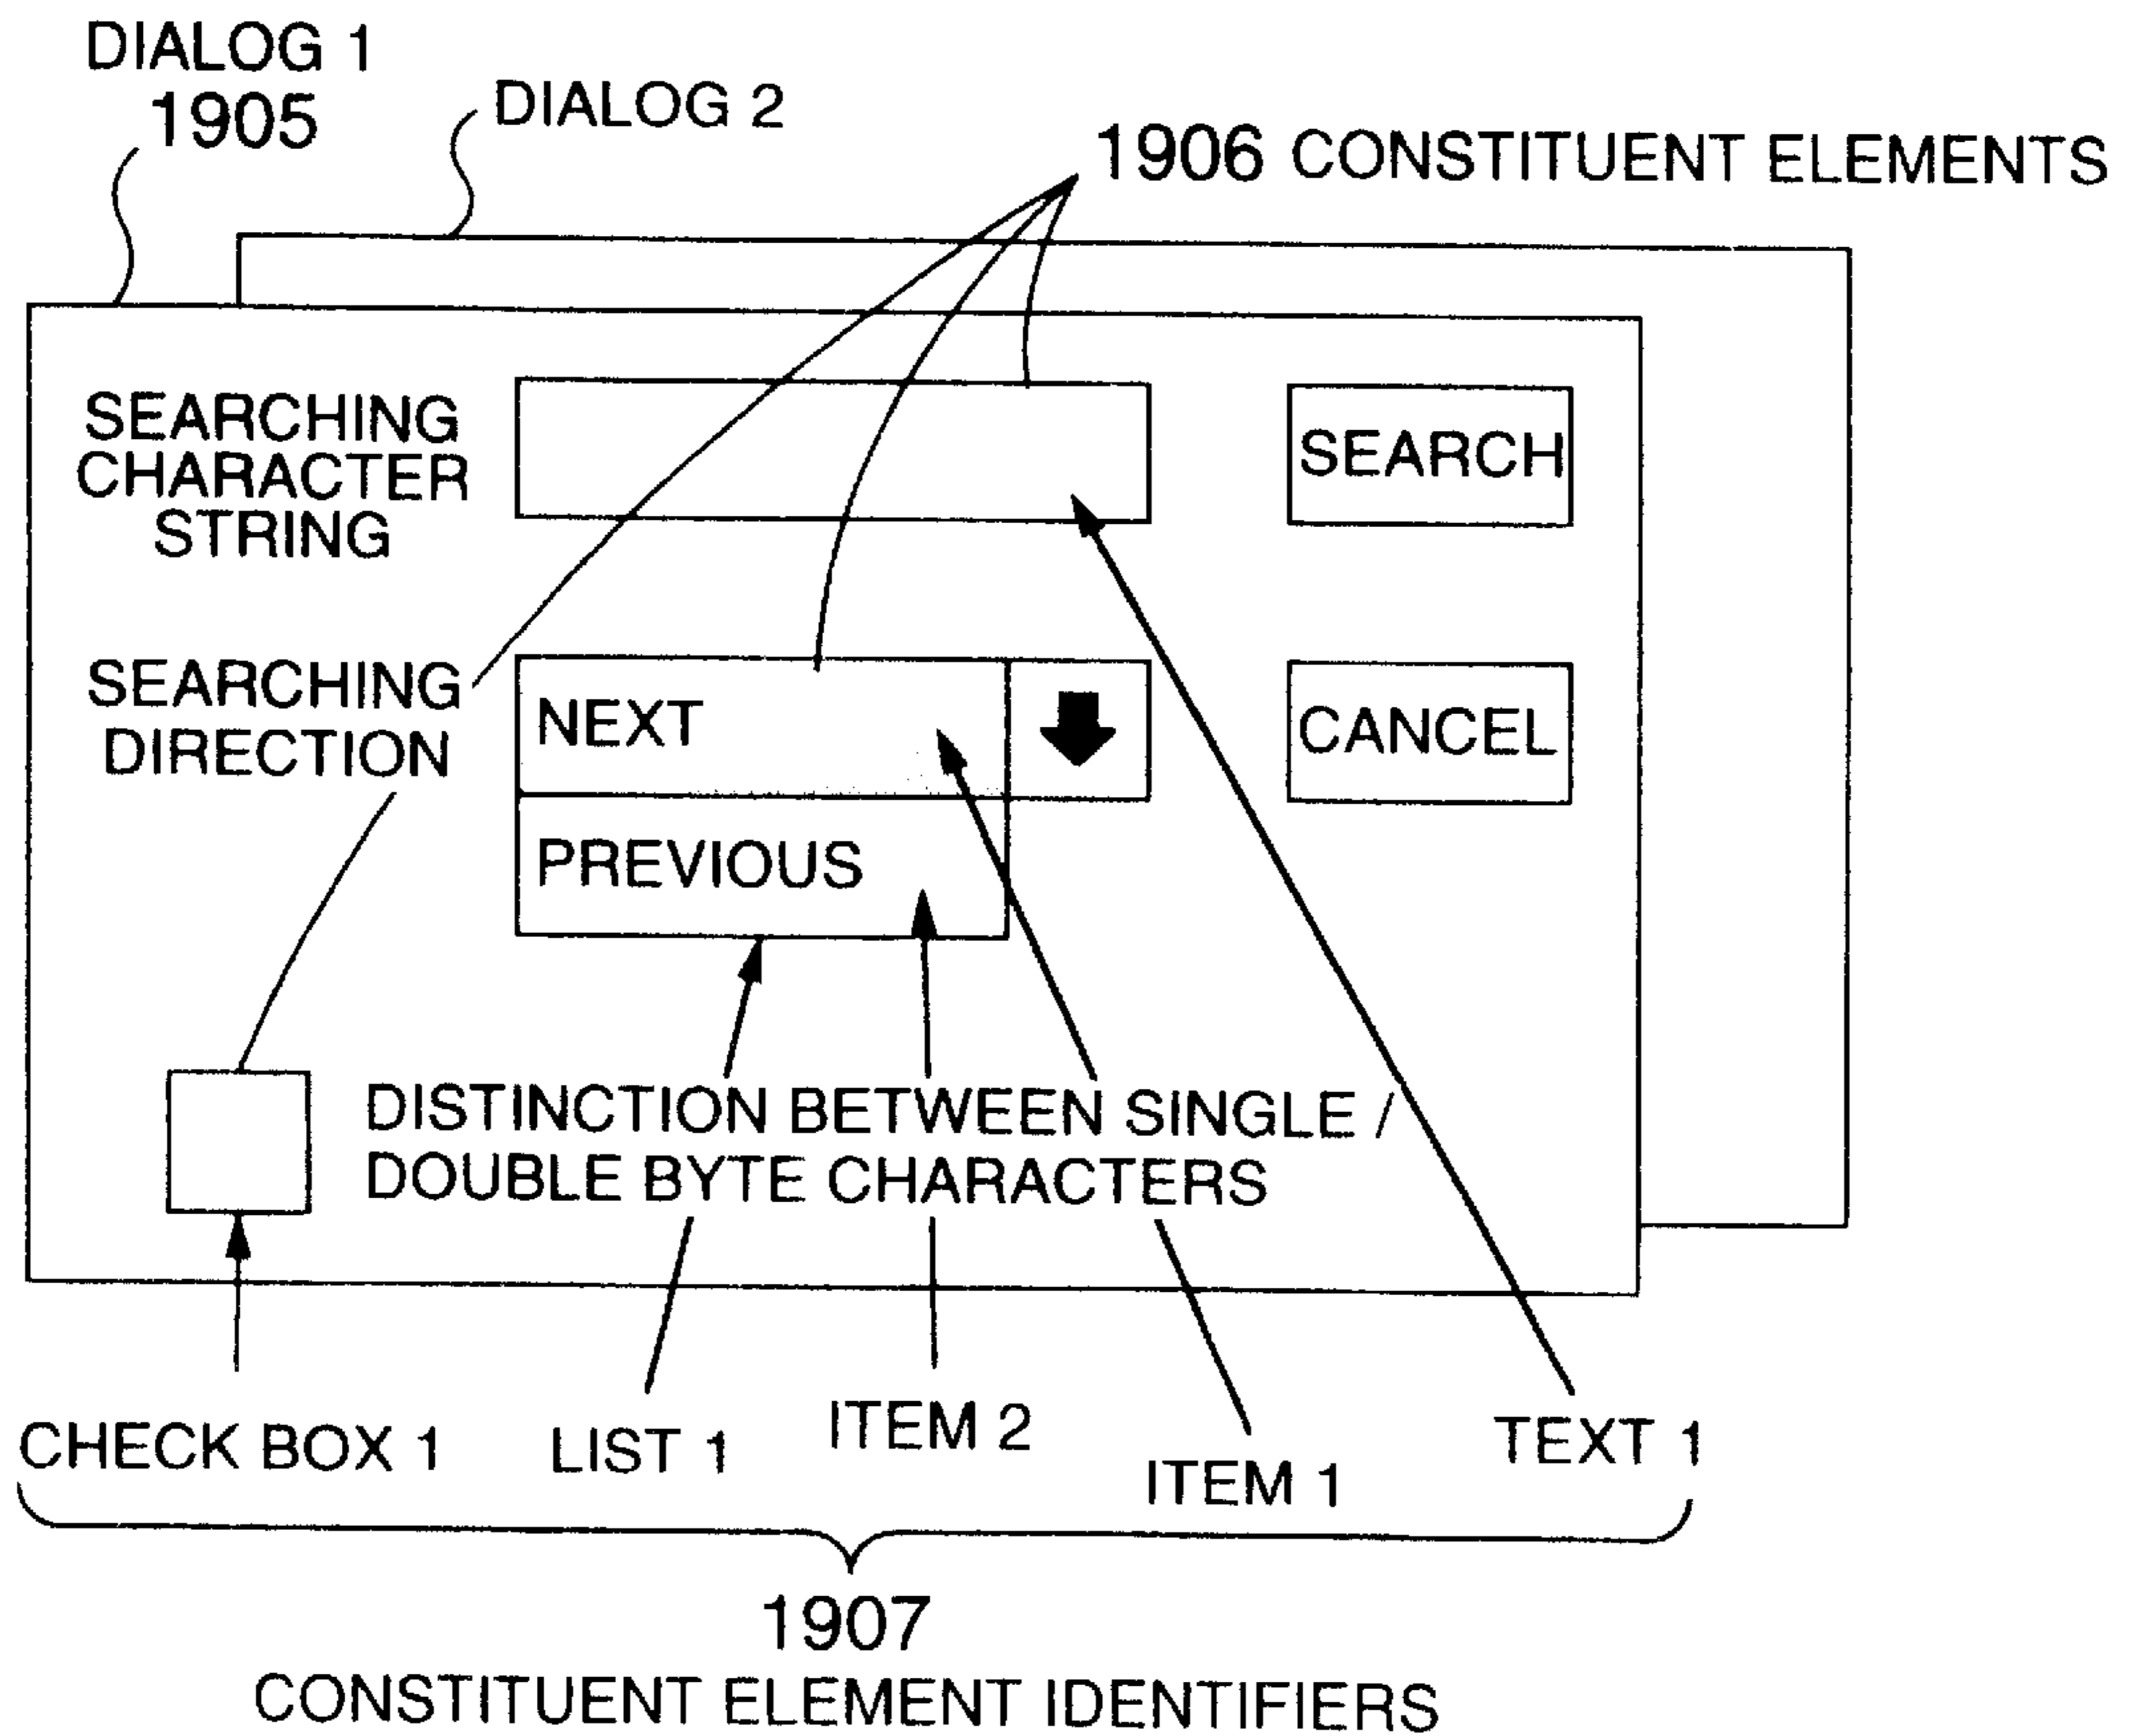 DIALOG 1
1905
DIALOG 2
1906 CONSTITUENT ELEMENTS
SEARCHING
CHARACTER
STRING
SEARCH
SEARCHING
DIRECTION
NEXT
PREVIOUS
CANCEL
DISTINCTION BETWEEN SINGLE /
DOUBLE BYTE CHARACTERS
CHECK BOX 1
LIST 1
ITEM 2
ITEM 1
TEXT 1
1907
CONSTITUENT ELEMENT IDENTIFIERS